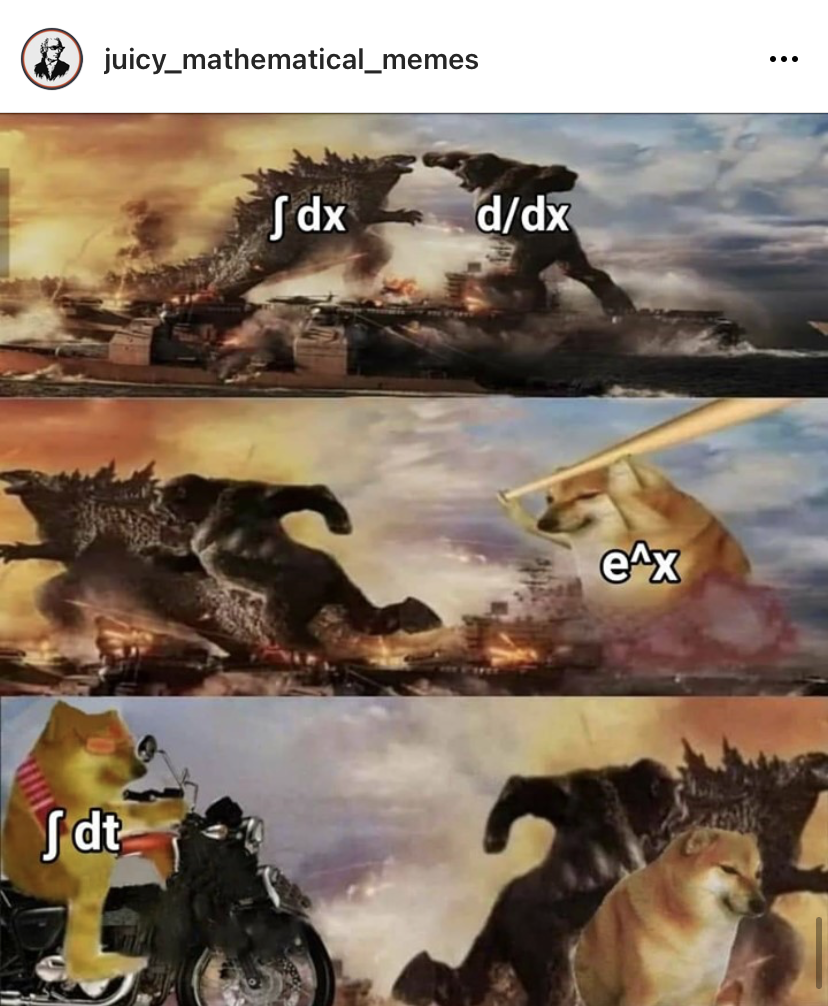 juicy_mathematical_memes
∫ dx d/dx
e^x
∫ dt